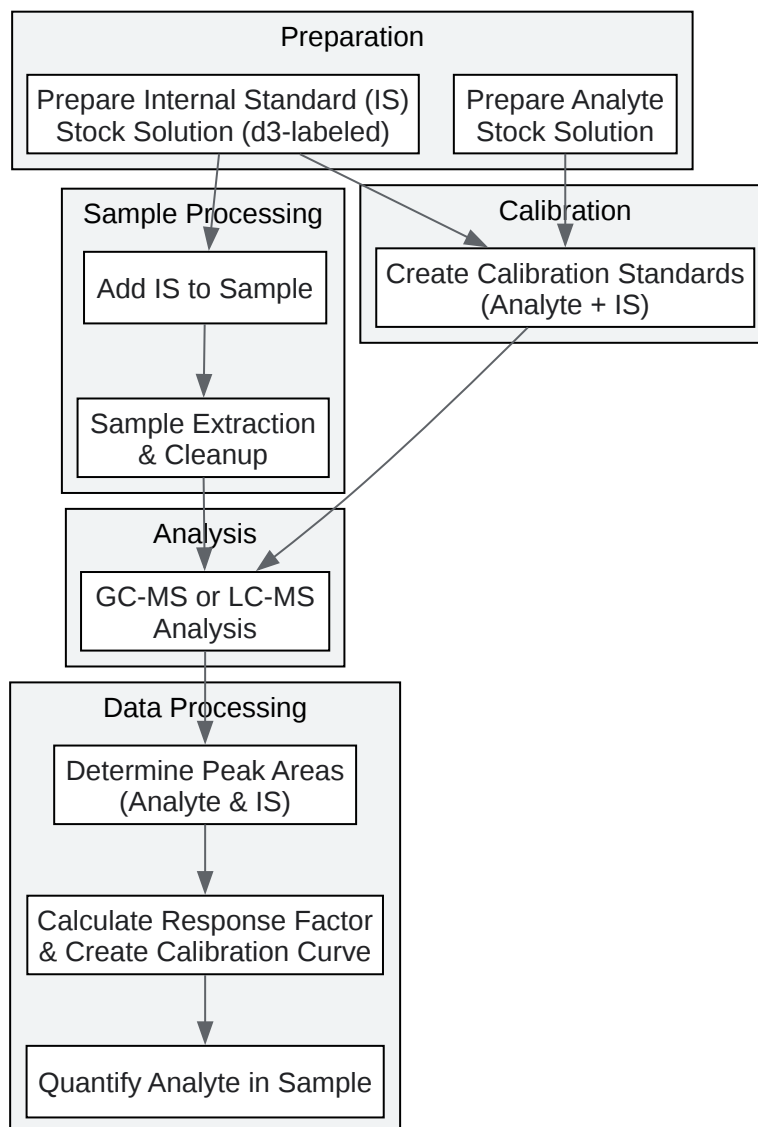 Preparation
Prepare Internal Standard (IS)
Stock Solution (d3-labeled)
Prepare Analyte
Stock Solution
Sample Processing
Calibration
Add IS to Sample
Create Calibration Standards
(Analyte + IS)
Sample Extraction
& Cleanup
Analysis
GC-MS or LC-MS
Analysis
Data Processing
Determine Peak Areas
(Analyte & IS)
Calculate Response Factor
& Create Calibration Curve
Quantify Analyte in Sample